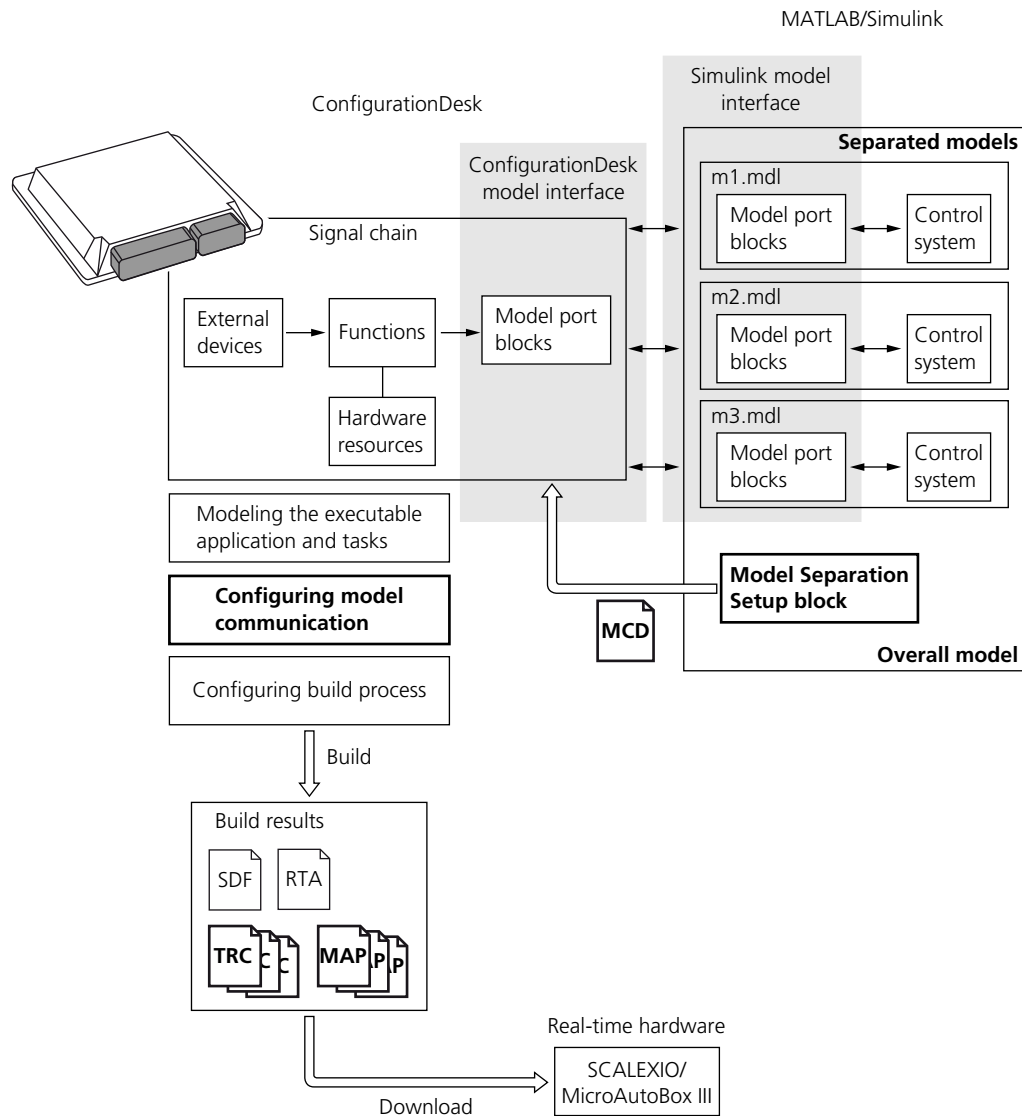 MATLAB/Simulink
Simulink model
interface
ConfigurationDesk
Separated models
ConfigurationDesk
model interface
Signal chain
External
devices
Functions
Hardware
resources
Model port
blocks
m1.mdl
Model port
blocks
Control
system
m2.mdl
Model port
blocks
Control
system
m3.mdl
Model port
blocks
Control
system
Modeling the executable
application and tasks
Configuring model
communication
Configuring build process
MCD
Model Separation
Setup block
Overall model
Build
Build results
SDF
RTA
TRC
C
C
MAP
AP
AP
Real-time hardware
SCALEXIO/
MicroAutoBox III
Download